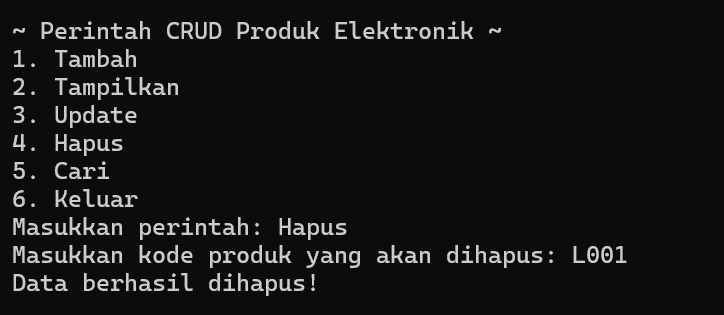 ~ Perintah CRUD Produk Elektronik ~
1. Tambah
2. Tampilkan
3. Update
4. Hapus
5. Cari
6. Keluar
Masukkan perintah: Hapus
Masukkan kode produk yang akan dihapus: L001
Data berhasil dihapus!